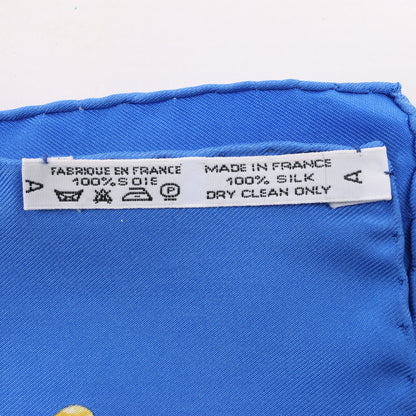 A
FABRIQUE EN FRANCE
100% SOIE
P
MADE IN FRANCE
100% SILK
DRY CLEAN ONLY
A